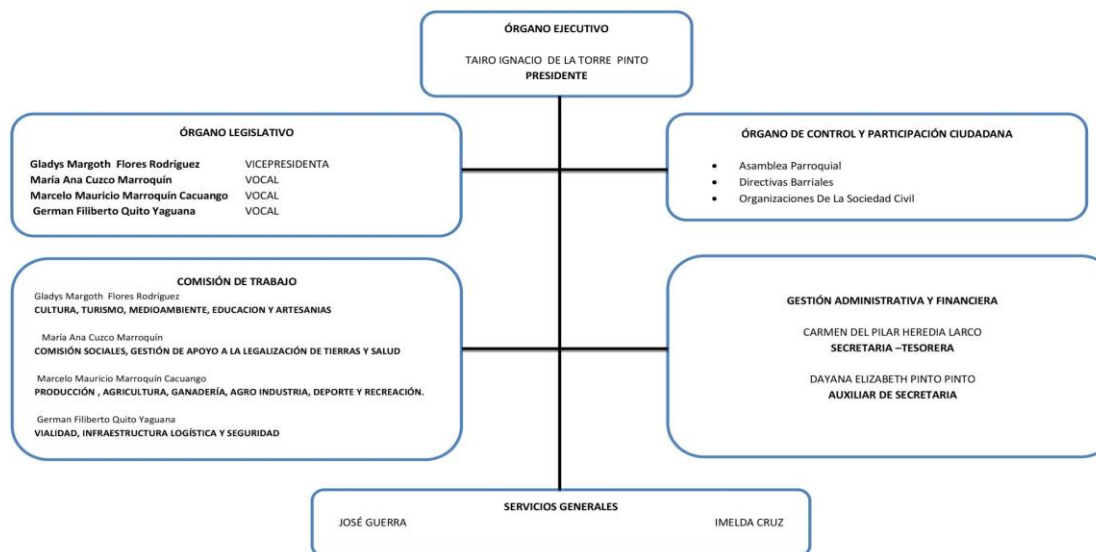 ÓRGANO EJECUTIVO
TAIRO IGNACIO DE LA TORRE PINTO
PRESIDENTE
ÓRGANO LEGISLATIVO
Gladys Margoth Flores Rodríguez VICEPRESIDENTA
María Ana Cuzco Marroquín VOCAL
Marcelo Mauricio Marroquín Cacuango VOCAL
German Filiberto Quito Yaguana VOCAL
ÓRGANO DE CONTROL Y PARTICIPACIÓN CIUDADANA
• Asamblea Parroquial
• Directivas Barriales
• Organizaciones De La Sociedad Civil
COMISIÓN DE TRABAJO
Gladys Margoth Flores Rodríguez
CULTURA, TURISMO, MEDIOAMBIENTE, EDUCACION Y ARTESANIAS
María Ana Cuzco Marroquín
COMISIÓN SOCIALES, GESTIÓN DE APOYO A LA LEGALIZACIÓN DE TIERRAS Y SALUD
Marcelo Mauricio Marroquín Cacuango
PRODUCCIÓN , AGRICULTURA, GANADERÍA, AGRO INDUSTRIA, DEPORTE Y RECREACIÓN.
German Filiberto Quito Yaguana
VIALIDAD, INFRAESTRUCTURA LOGÍSTICA Y SEGURIDAD
GESTIÓN ADMINISTRATIVA Y FINANCIERA
CARMEN DEL PILAR HEREDIA LARCO
SECRETARIA –TESORERA
DAYANA ELIZABETH PINTO PINTO
AUXILIAR DE SECRETARIA
SERVICIOS GENERALES
JOSÉ GUERRA IMELDA CRUZ